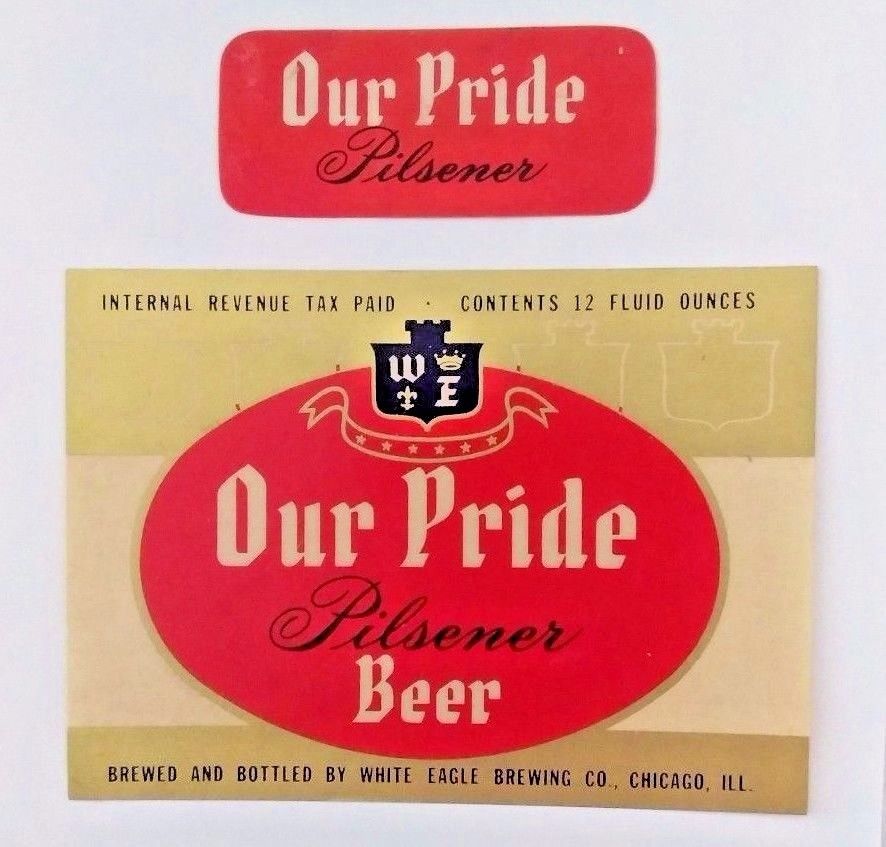 Our Pride
Pilsener
INTERNAL REVENUE TAX PAID · CONTENTS 12 FLUID OUNCES
W
E
Our Pride
Pilsener
Beer
BREWED AND BOTTLED BY WHITE EAGLE BREWING CO., CHICAGO, ILL.